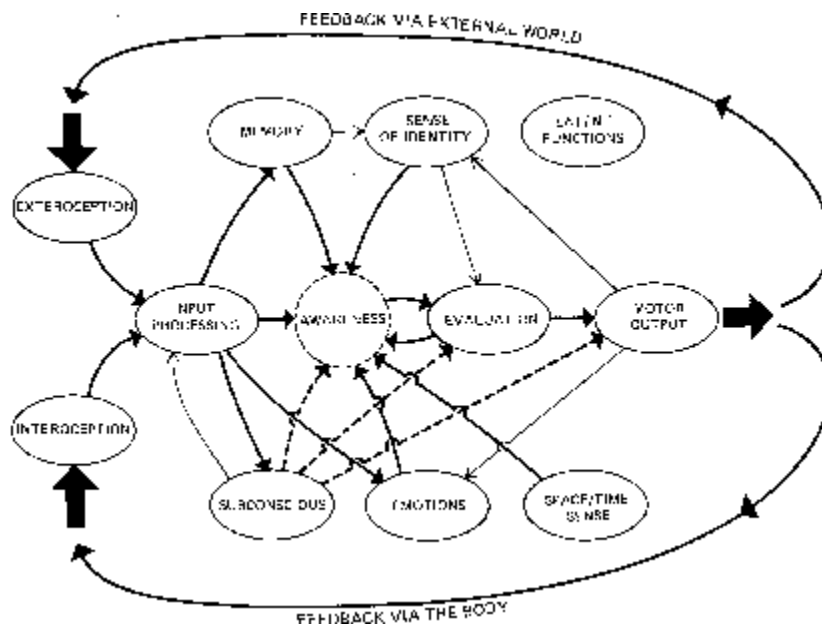 FEEDBACK VIA EXTERNAL WORLD
MEMORY
SENSE
OF IDENTITY
LATENT
FUNCTIONS
EXTEROCEPTION
INPUT
PROCESSING
AWARENESS
EVALUATION
MOTOR
OUTPUT
INTEROCEPTION
SUBCONSCIOUS
EMOTIONS
SPACE/TIME
SENSE
FEEDBACK VIA THE BODY